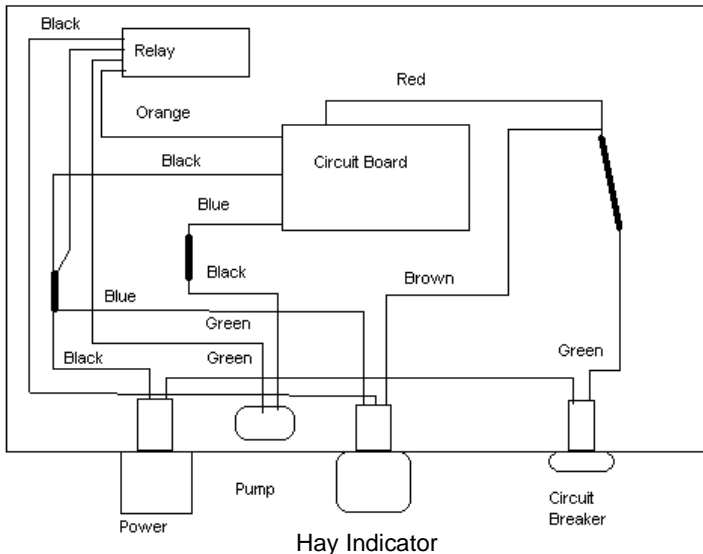 Black
Relay
Red
Orange
Black
Circuit Board
Blue
Black
Brown
Blue
Green
Black
Green
Green
Pump
Circuit
Breaker
Power
Hay Indicator